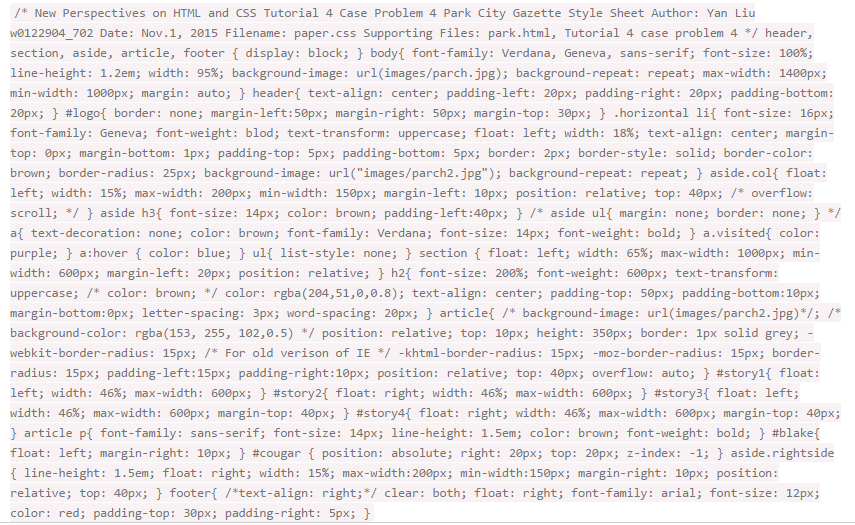 /* New Perspectives on HTML and CSS Tutorial 4 Case Problem 4 Park City Gazette Style Sheet Author: Yan Liu
w0122904_702 Date: Nov.1, 2015 Filename: paper.css Supporting Files: park.html, Tutorial 4 case problem 4 */ header,
section, aside, article, footer { display: block; } body{ font-family: Verdana, Geneva, sans-serif; font-size: 100%;
line-height: 1.2em; width: 95%; background-image: url(images/parch.jpg); background-repeat: repeat; max-width: 1400px;
min-width: 1000px; margin: auto; } header{ text-align: center; padding-left: 20px; padding-right: 20px; padding-bottom:
20px; } #logo{ border: none; margin-left:50px; margin-right: 50px; margin-top: 30px; } .horizontal li{ font-size: 16px;
font-family: Geneva; font-weight: blod; text-transform: uppercase; float: left; width: 18%; text-align: center; margin-
top: 0px; margin-bottom: 1px; padding-top: 5px; padding-bottom: 5px; border: 2px; border-style: solid; border-color:
brown; border-radius: 25px; background-image: url("images/parch2.jpg"); background-repeat: repeat; } aside.col{ float:
left; width: 15%; max-width: 200px; min-width: 150px; margin-left: 10px; position: relative; top: 40px; /* overflow:
scroll; */ } aside h3{ font-size: 14px; color: brown; padding-left:40px; } /* aside ul{ margin: none; border: none; } */
a{ text-decoration: none; color: brown; font-family: Verdana; font-size: 14px; font-weight: bold; } a.visited{ color:
purple; } a:hover { color: blue; } ul{ list-style: none; } section { float: left; width: 65%; max-width: 1000px; min-
width: 600px; margin-left: 20px; position: relative; } h2{ font-size: 200%; font-weight: 600px; text-transform:
uppercase; /* color: brown; */ color: rgba(204,51,0,0.8); text-align: center; padding-top: 50px; padding-bottom:10px;
margin-bottom:0px; letter-spacing: 3px; word-spacing: 20px; } article{ /* background-image: url(images/parch2.jpg)*/; /*
background-color: rgba(153, 255, 102,0.5) */ position: relative; top: 10px; height: 350px; border: 1px solid grey; -
webkit-border-radius: 15px; /* For old verison of IE */ -khtml-border-radius: 15px; -moz-border-radius: 15px; border-
radius: 15px; padding-left:15px; padding-right:10px; position: relative; top: 40px; overflow: auto; } #story1{ float:
left; width: 46%; max-width: 600px; } #story2{ float: right; width: 46%; max-width: 600px; } #story3{ float: left;
width: 46%; max-width: 600px; margin-top: 40px; } #story4{ float: right; width: 46%; max-width: 600px; margin-top: 40px;
} article p{ font-family: sans-serif; font-size: 14px; line-height: 1.5em; color: brown; font-weight: bold; } #blake{
float: left; margin-right: 10px; } #cougar { position: absolute; right: 20px; top: 20px; z-index: -1; } aside.rightside
{ line-height: 1.5em; float: right; width: 15%; max-width:200px; min-width:150px; margin-right: 10px; position:
relative; top: 40px; } footer{ /*text-align: right;*/ clear: both; float: right; font-family: arial; font-size: 12px;
color: red; padding-top: 30px; padding-right: 5px; }